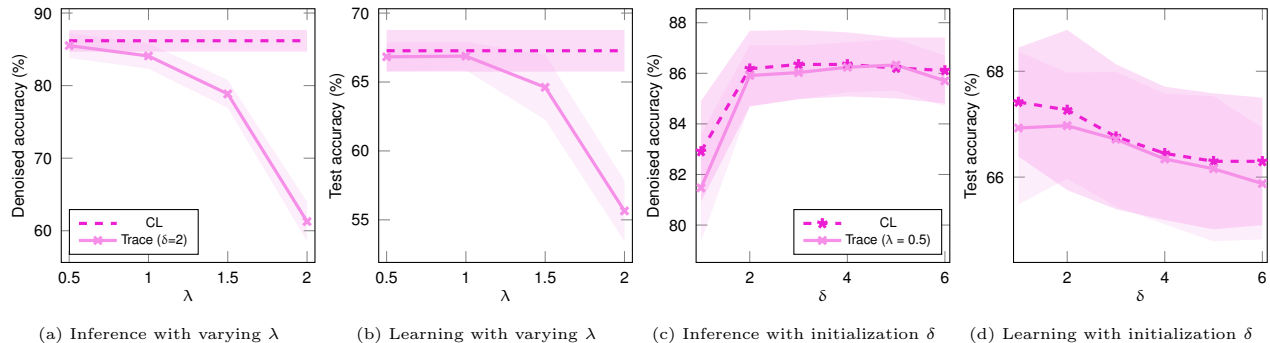 Denoised accuracy (%)
90
80
70
60
0.5 1 1.5 2
λ
CL
Trace (δ=2)
(a) Inference with varying λ
Test accuracy (%)
70
65
60
55
0.5 1 1.5 2
λ
(b) Learning with varying λ
Denoised accuracy (%)
88
86
84
82
80
2 4 6
δ
CL
Trace (λ = 0.5)
(c) Inference with initialization δ
Test accuracy (%)
68
66
2 4 6
δ
(d) Learning with initialization δ